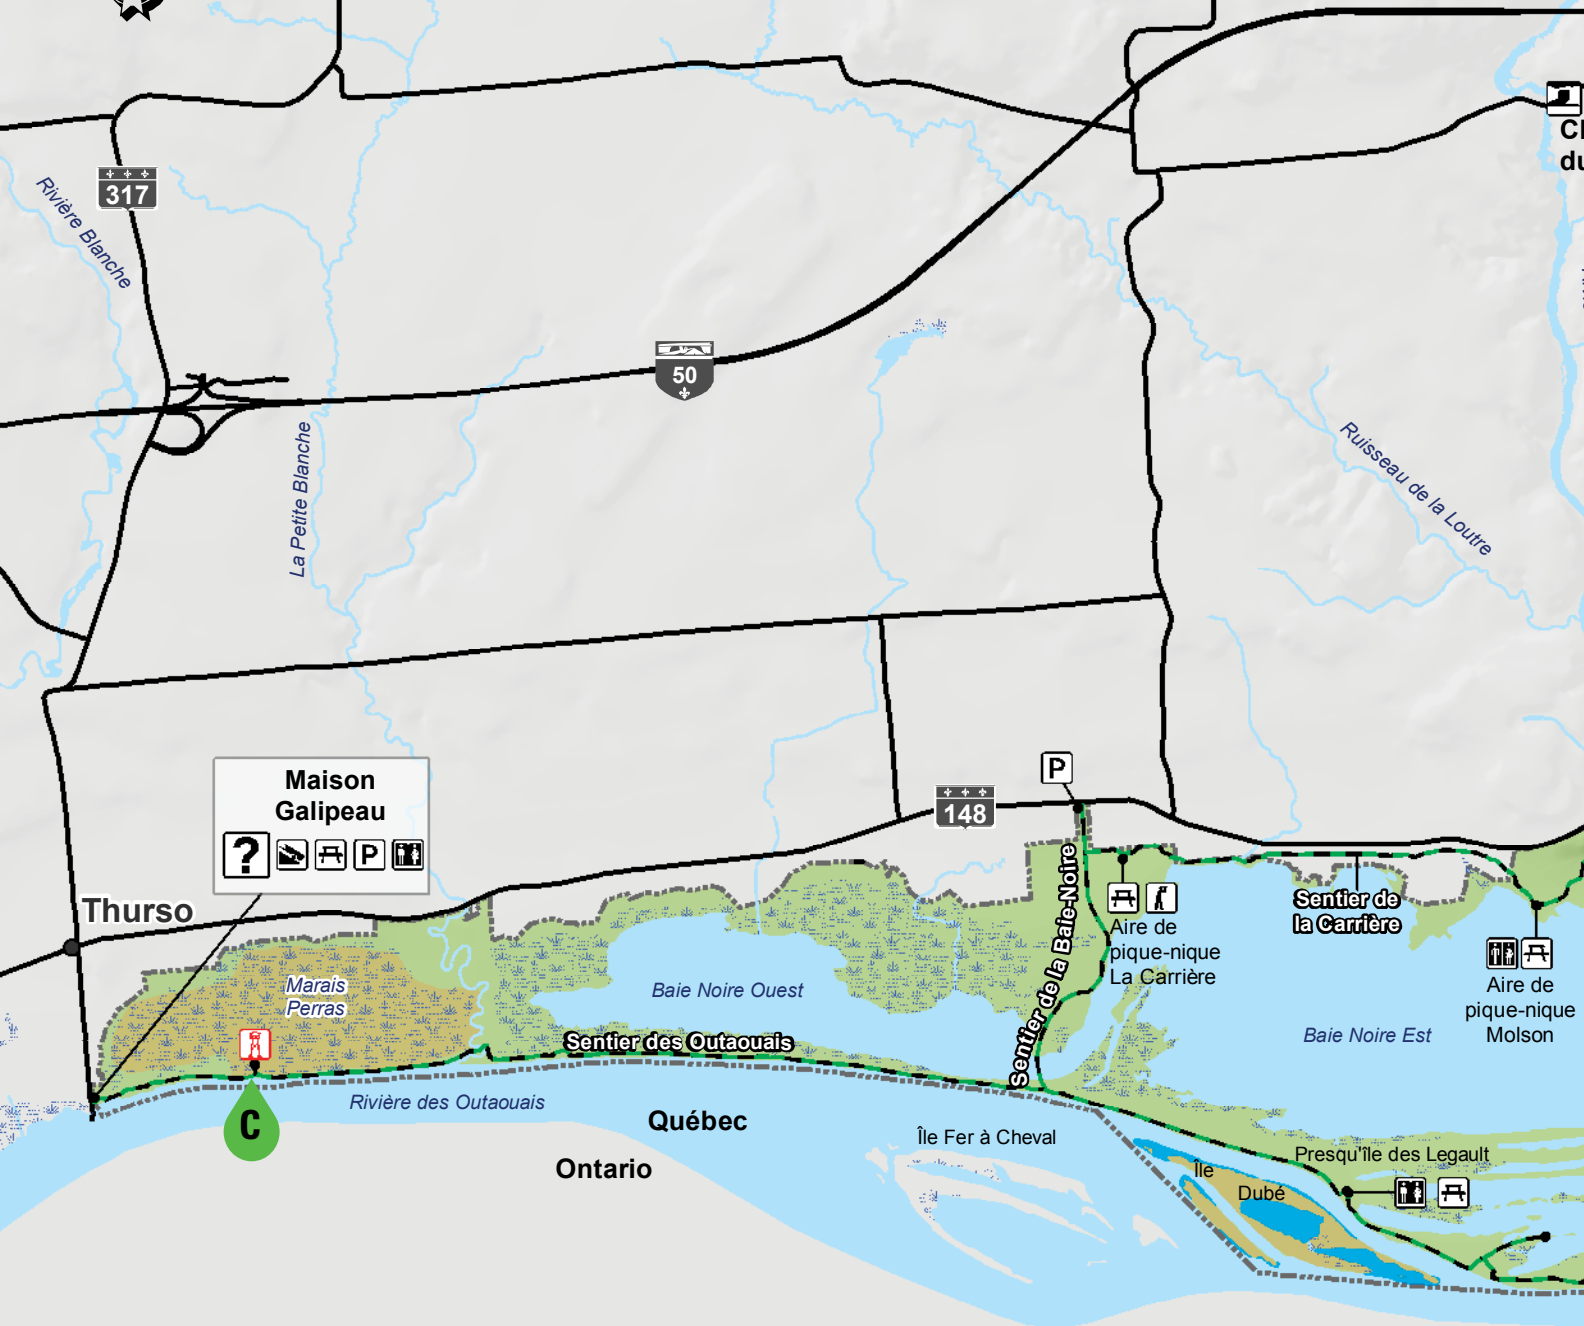 317
Rivière Blanche
Cl
du
50
La Petite Blanche
Ruisseau de la Loutre
Maison
Galipeau
?
P
P
148
Thurso
Sentier de la Baie-Noire
Sentier de
la Carrière
Aire de
pique-nique
La Carrière
Marais
Perras
Baie Noire Ouest
Aire de
pique-nique
Molson
Baie Noire Est
Sentier des Outaouais
Rivière des Outaouais
C
Québec
Île Fer à Cheval
Ontario
Presqu'île des Legault
Île
Dubé